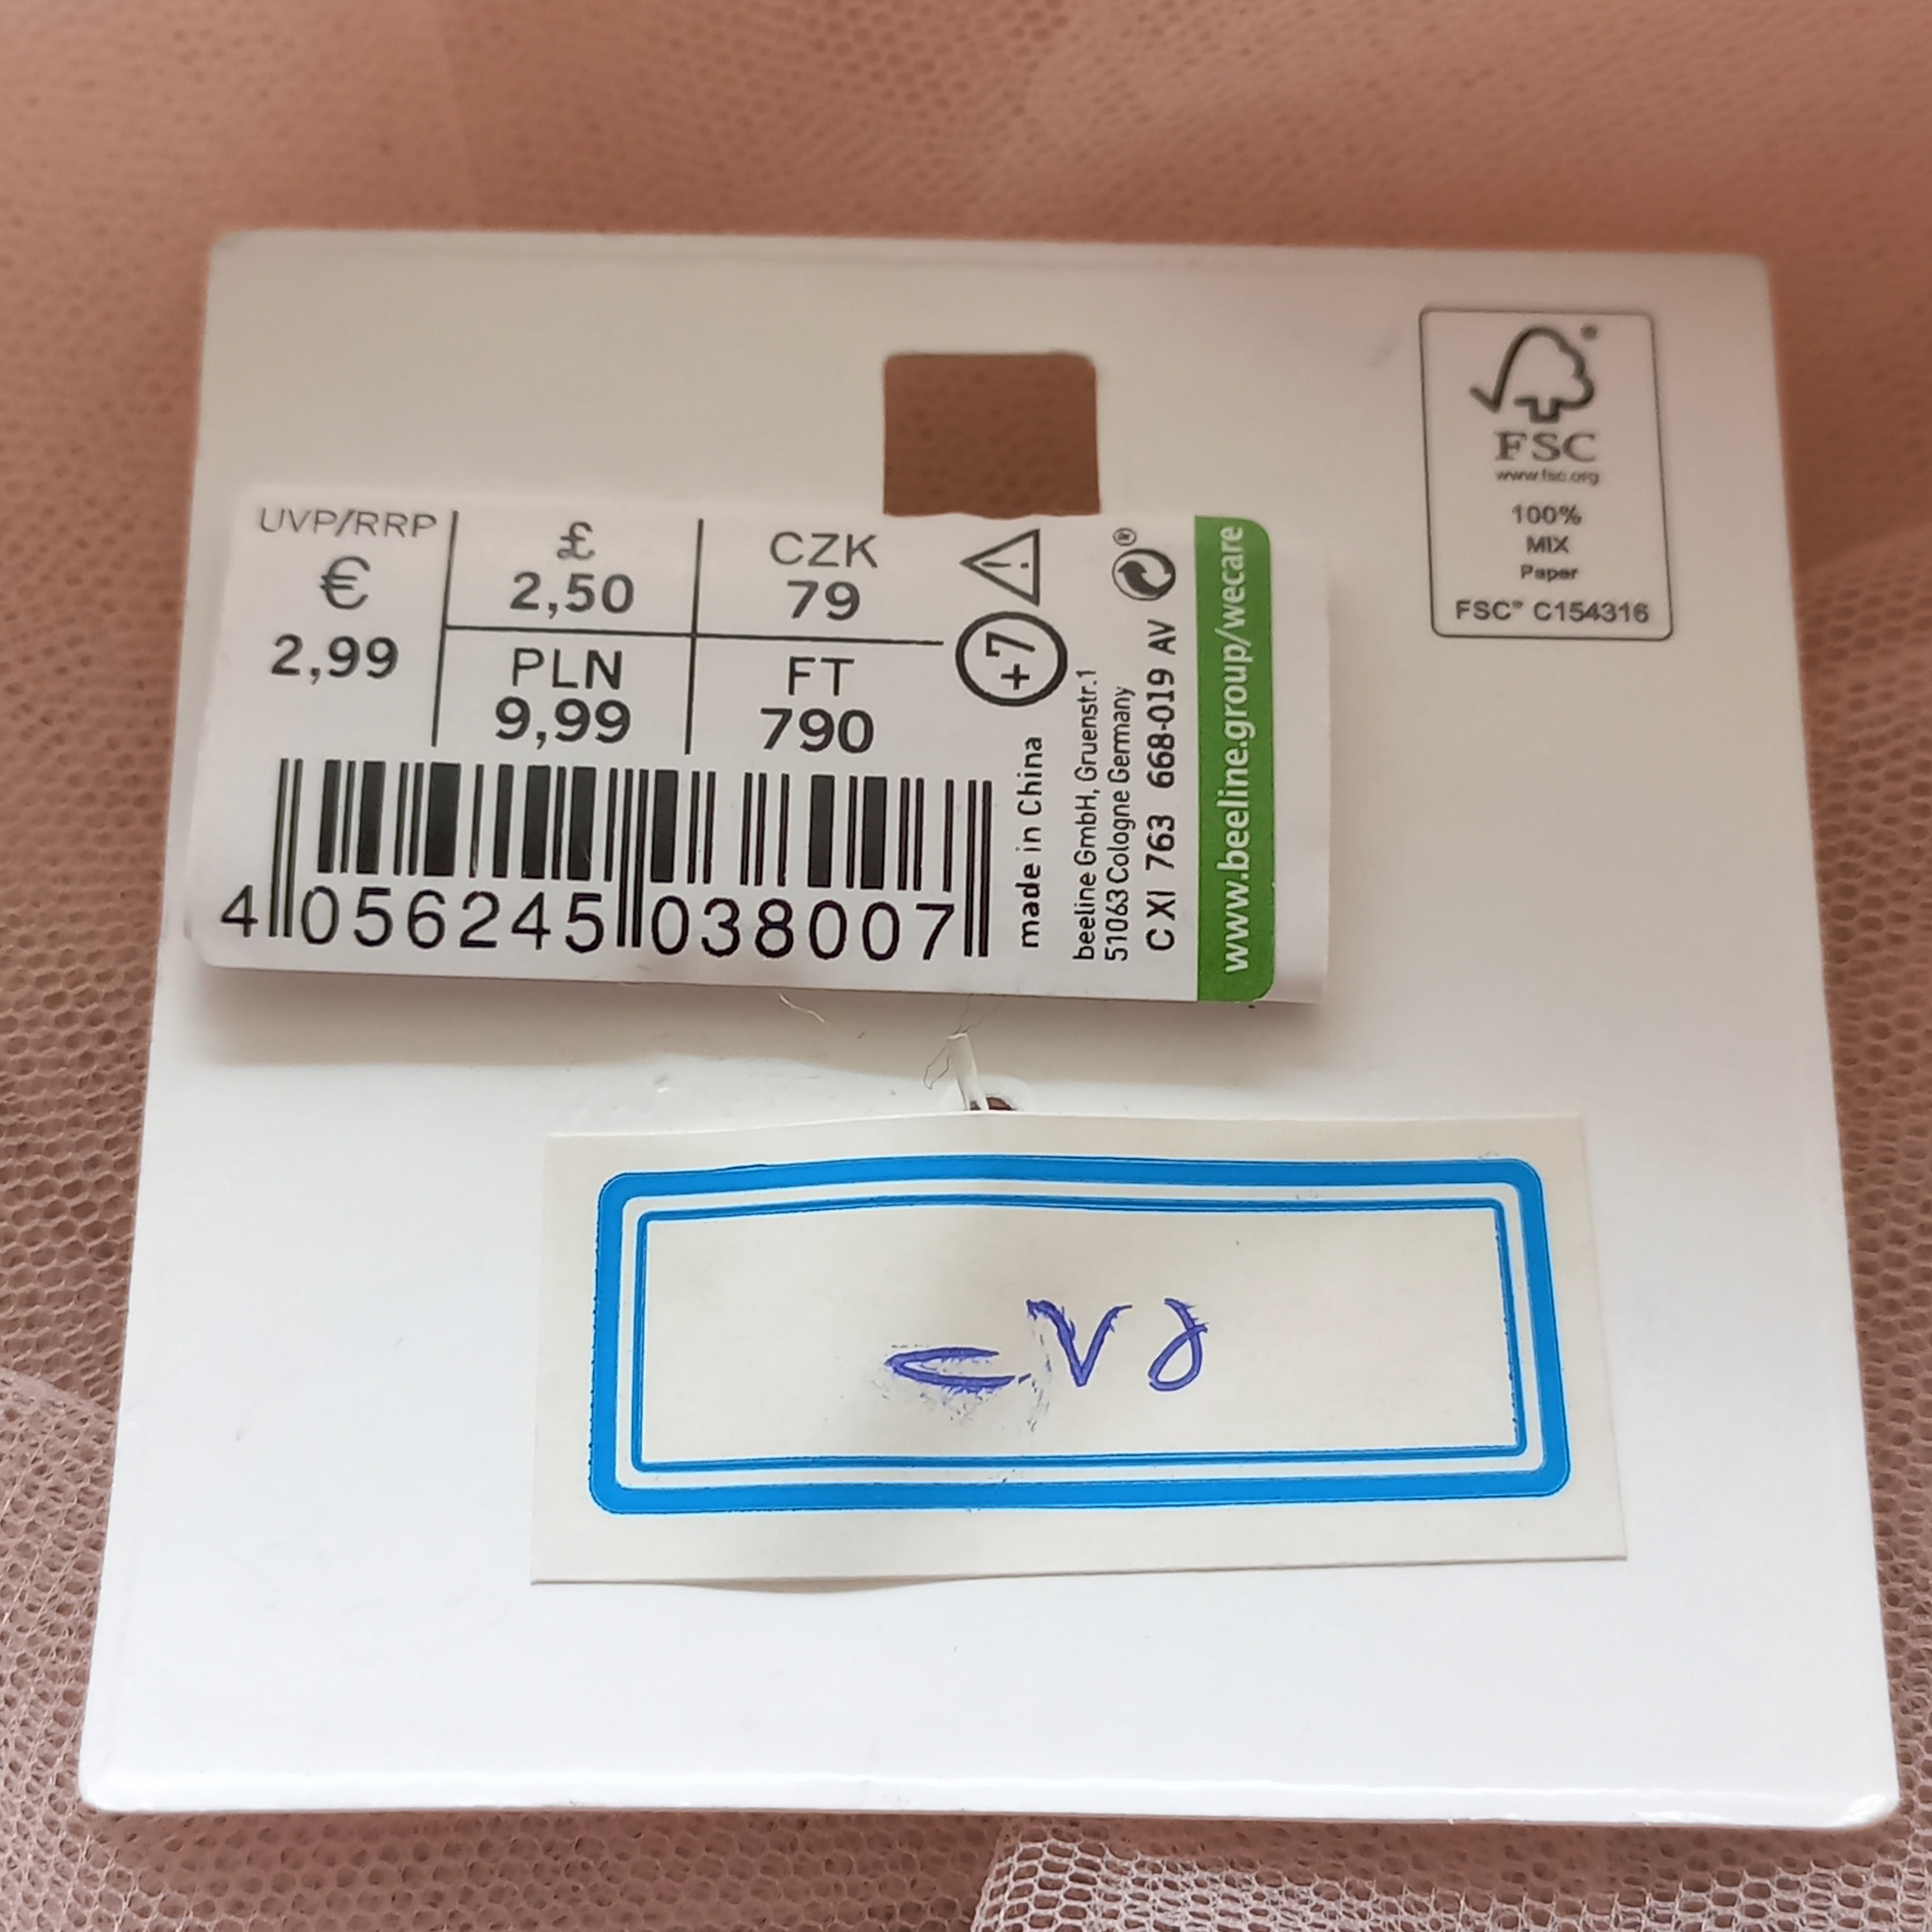 UVP/RRP
€
2,99
£
2,50
CZK
79
PLN
9,99
FT
790
4 056245 038007
+7
made in China
beeline GmbH, Gruenstr.1
51063 Cologne Germany
C XI 763 668-019 AV
www.beeline.group/wecare
FSC
www.fsc.org
100%
MIX
Paper
FSC® C154316